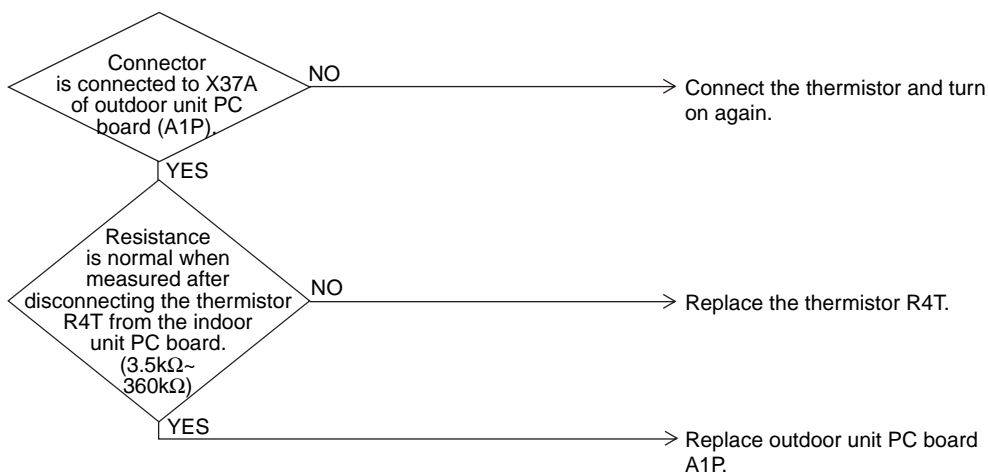 Connector
is connected to X37A
of outdoor unit PC
board (A1P).
NO
Connect the thermistor and turn
on again.
YES
Resistance
is normal when
measured after
disconnecting the thermistor
R4T from the indoor
unit PC board.
(3.5kΩ~
360kΩ)
NO
Replace the thermistor R4T.
YES
Replace outdoor unit PC board
A1P.